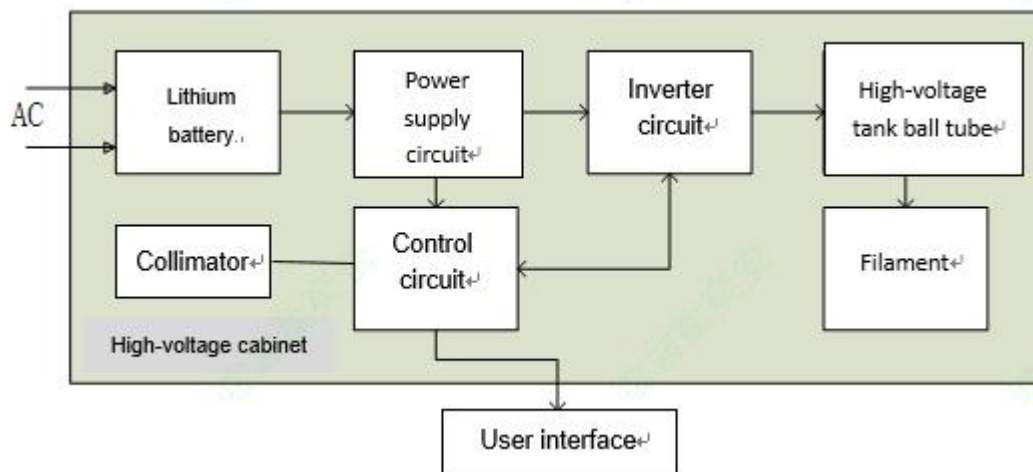 AC
Lithium
battery.
Power
supply
circuit↵
Inverter
circuit↵
High-voltage
tank ball tube↵
Collimator↵
Control
circuit↵
Filament↵
High-voltage cabinet
User interface↵